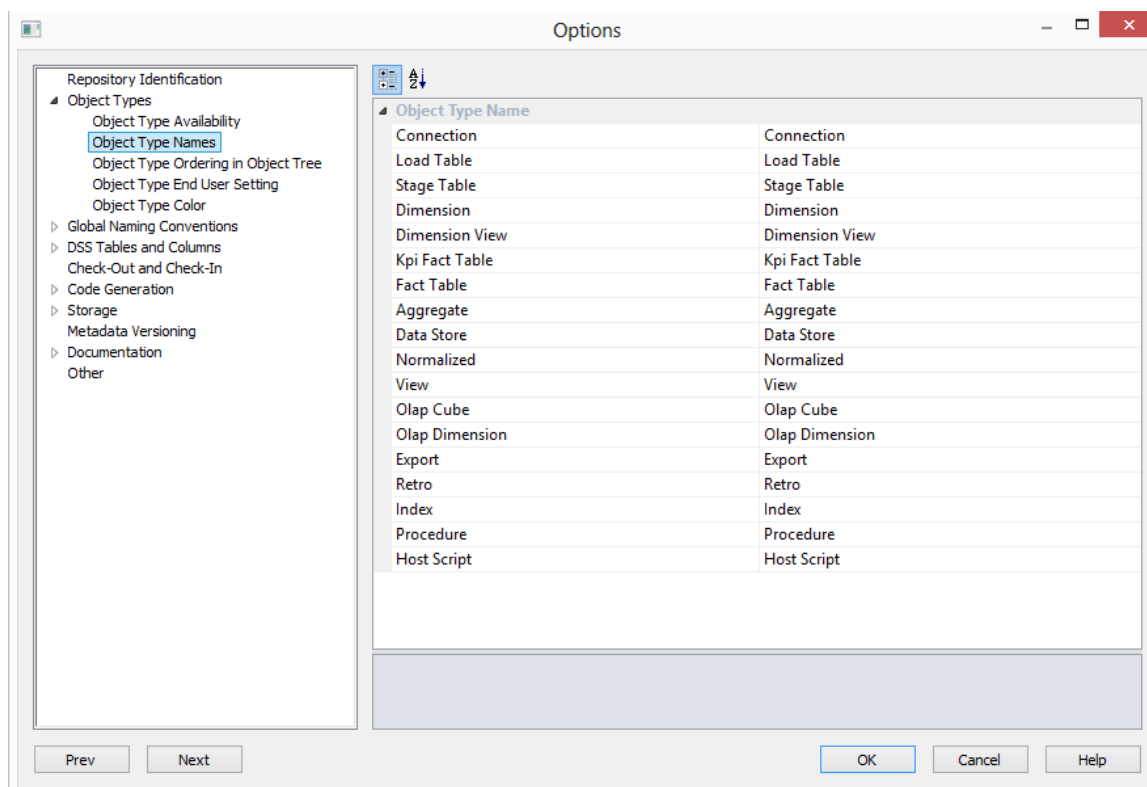 Options
Repository Identification
Object Types
Object Type Availability
Object Type Names
Object Type Ordering in Object Tree
Object Type End User Setting
Object Type Color
Global Naming Conventions
DSS Tables and Columns
Check-Out and Check-In
Code Generation
Storage
Metadata Versioning
Documentation
Other
Object Type Name
Connection Connection
Load Table Load Table
Stage Table Stage Table
Dimension Dimension
Dimension View Dimension View
Kpi Fact Table Kpi Fact Table
Fact Table Fact Table
Aggregate Aggregate
Data Store Data Store
Normalized Normalized
View View
Olap Cube Olap Cube
Olap Dimension Olap Dimension
Export Export
Retro Retro
Index Index
Procedure Procedure
Host Script Host Script
Prev Next OK Cancel Help